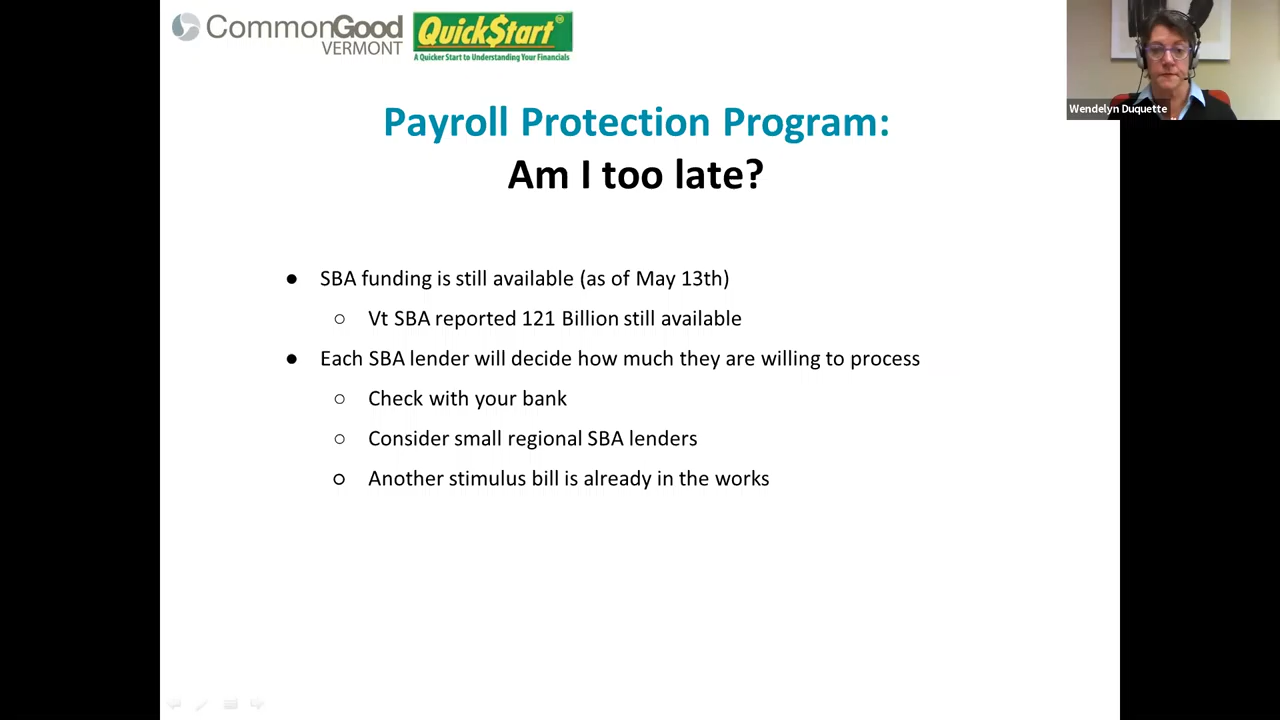 CommonGood
VERMONT
QuickStart
A Quicker Start to Understanding Your Financials
Wendelyn Duquette
Payroll Protection Program:
Am I too late?
● SBA funding is still available (as of May 13th)
○ Vt SBA reported 121 Billion still available
● Each SBA lender will decide how much they are willing to process
○ Check with your bank
○ Consider small regional SBA lenders
○ Another stimulus bill is already in the works